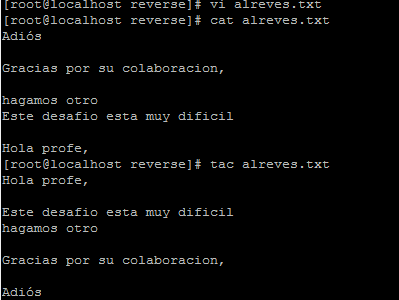 [root@localhost reverse]# vi alreves.txt
[root@localhost reverse]# cat alreves.txt
Adiós
Gracias por su colaboracion,
hagamos otro
Este desafio esta muy dificil
Hola profe,
[root@localhost reverse]# tac alreves.txt
Hola profe,
Este desafio esta muy dificil
hagamos otro
Gracias por su colaboracion,
Adiós